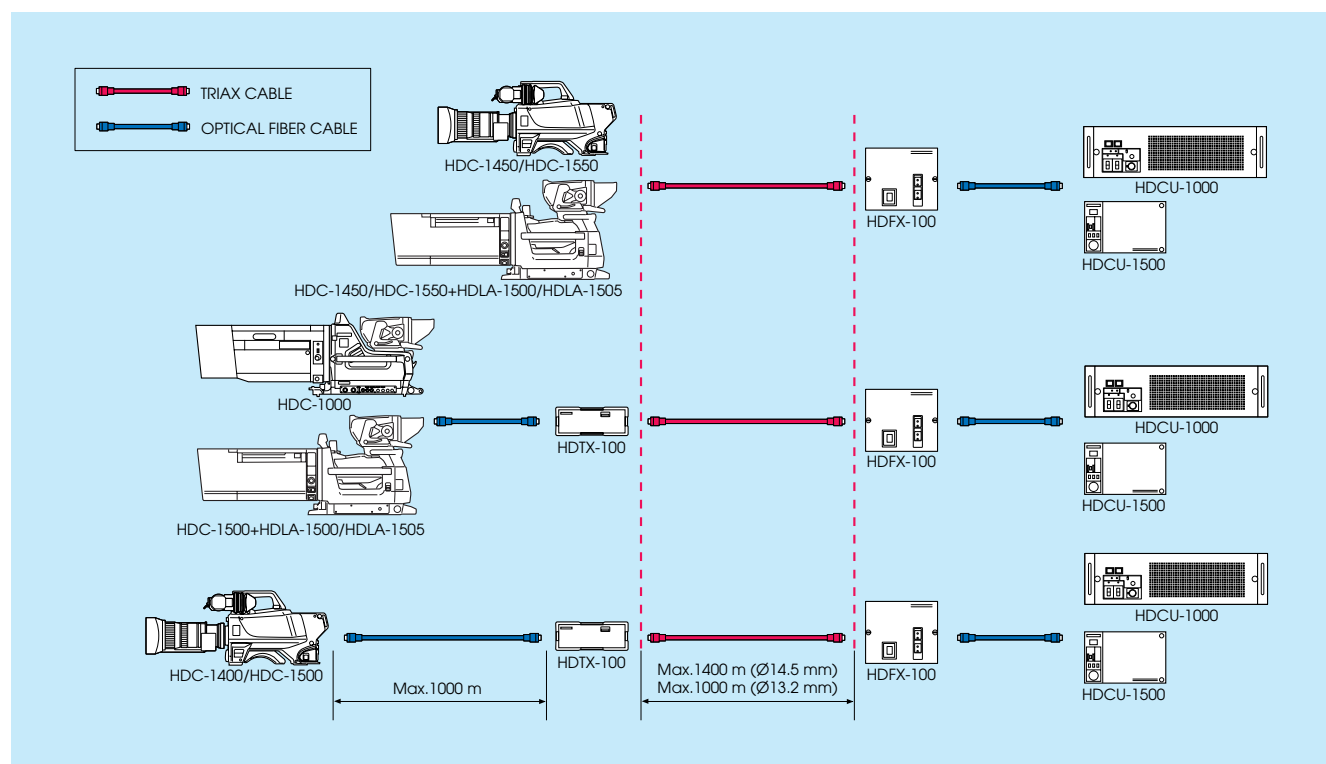 TRIAX CABLE
OPTICAL FIBER CABLE
HDC-1450/HDC-1550
HDFX-100
HDCU-1000
HDCU-1500
HDC-1450/HDC-1550+HDLA-1500/HDLA-1505
HDC-1000
HDTX-100
HDFX-100
HDCU-1000
HDCU-1500
HDC-1500+HDLA-1500/HDLA-1505
HDC-1400/HDC-1500
HDTX-100
HDFX-100
HDCU-1000
HDCU-1500
Max.1000 m
Max.1400 m (Ø14.5 mm)
Max.1000 m (Ø13.2 mm)